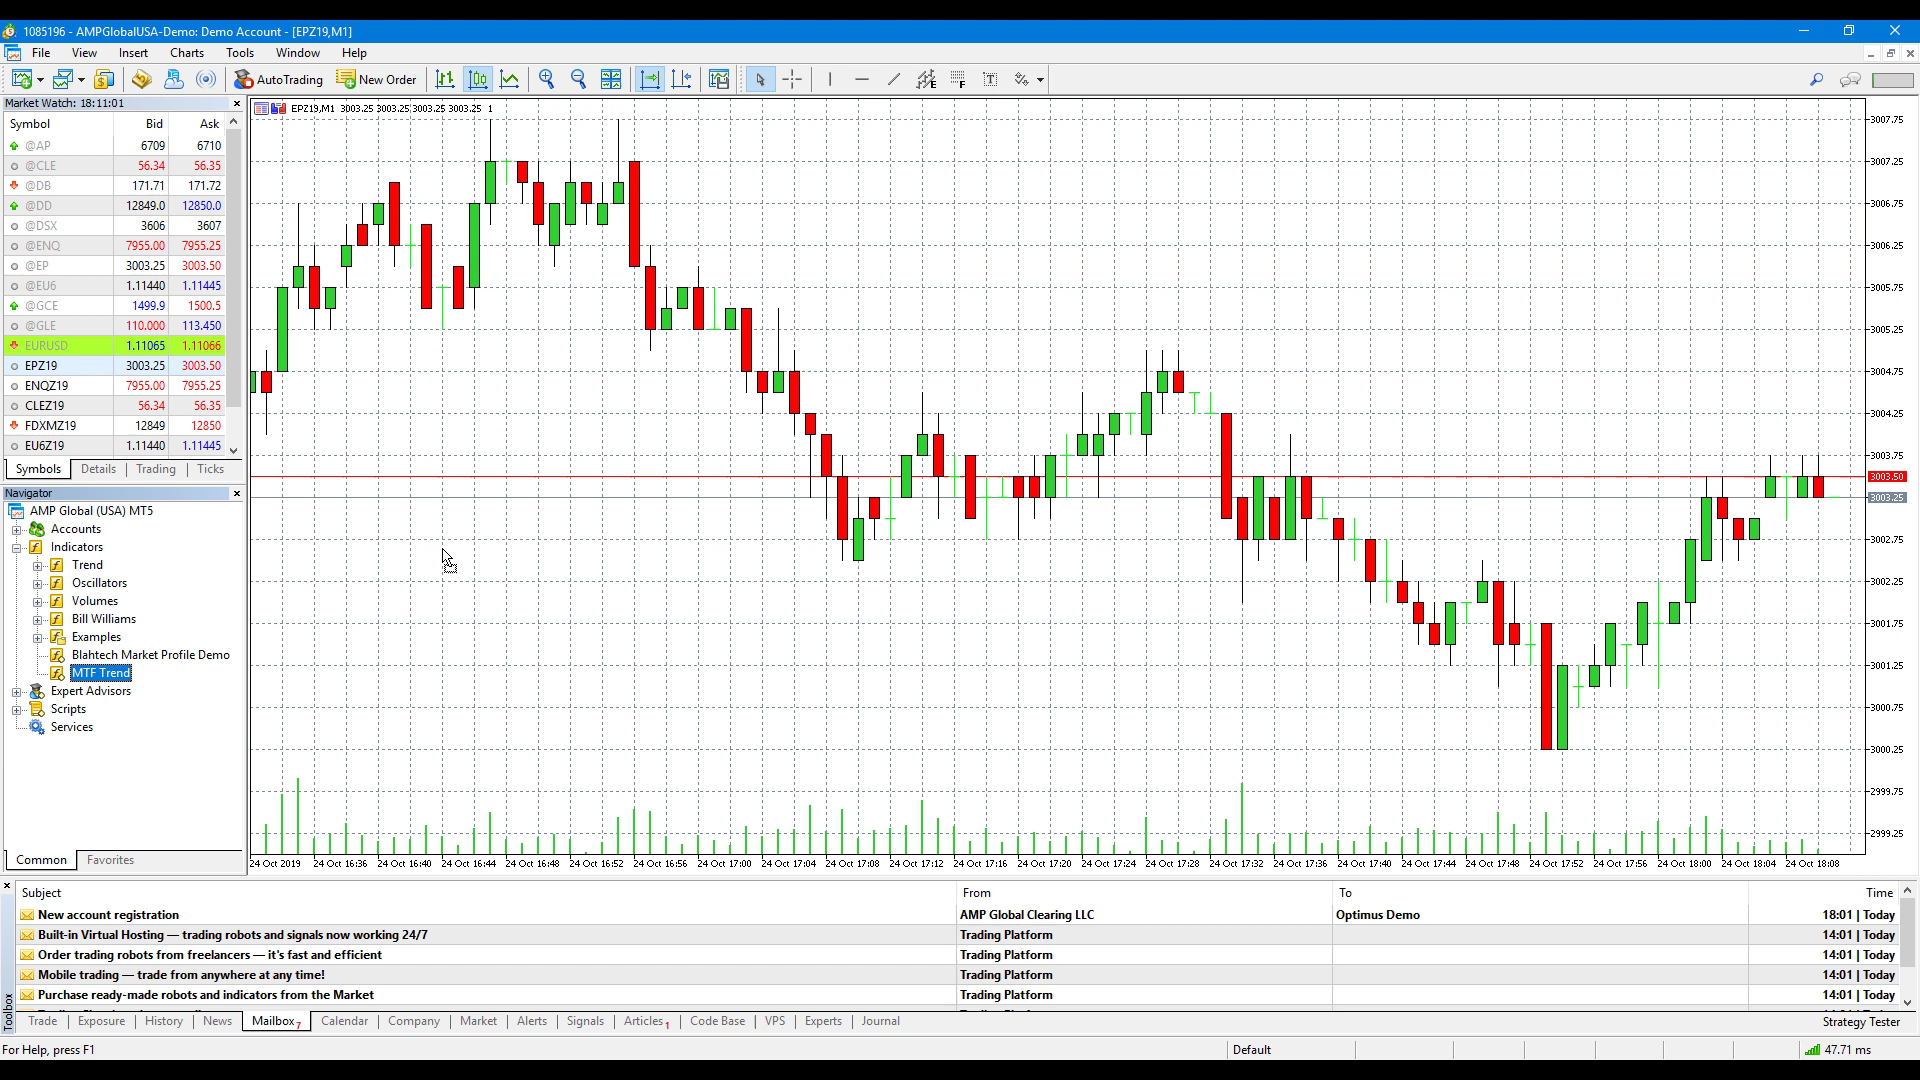 1085196 - AMPGlobalUSA-Demo: Demo Account - [EPZ19,M1]
File View Insert Charts Tools Window Help
AutoTrading New Order
Market Watch: 18:11:01
Symbol Bid Ask
@AP 6709 6710
@CLE 56.34 56.35
@DB 171.71 171.72
@DD 12849.0 12850.0
@DSX 3606 3607
@ENQ 7955.00 7955.25
@EP 3003.25 3003.50
@EU6 1.11440 1.11445
@GCE 1499.9 1500.5
@GLE 110.000 113.450
EURUSD 1.11065 1.11066
EPZ19 3003.25 3003.50
ENQZ19 7955.00 7955.25
CLEZ19 56.34 56.35
FDXMZ19 12849 12850
EU6Z19 1.11440 1.11445
Symbols Details Trading Ticks
Navigator
AMP Global (USA) MT5
Accounts
Indicators
Trend
Oscillators
Volumes
Bill Williams
Examples
Blahtech Market Profile Demo
MTF Trend
Expert Advisors
Scripts
Services
Common Favorites
EPZ19,M1 3003.25 3003.25 3003.25 3003.25 1
3007.75
3007.25
3006.75
3006.25
3005.75
3005.25
3004.75
3004.25
3003.75
3003.50
3003.25
3002.75
3002.25
3001.75
3001.25
3000.75
3000.25
2999.75
2999.25
24 Oct 2019 24 Oct 16:36 24 Oct 16:40 24 Oct 16:44 24 Oct 16:48 24 Oct 16:52 24 Oct 16:56 24 Oct 17:00 24 Oct 17:04 24 Oct 17:08 24 Oct 17:12 24 Oct 17:16 24 Oct 17:20 24 Oct 17:24 24 Oct 17:28 24 Oct 17:32 24 Oct 17:36 24 Oct 17:40 24 Oct 17:44 24 Oct 17:48 24 Oct 17:52 24 Oct 17:56 24 Oct 18:00 24 Oct 18:04 24 Oct 18:08
Subject From To Time
New account registration AMP Global Clearing LLC Optimus Demo 18:01 | Today
Built-in Virtual Hosting — trading robots and signals now working 24/7 Trading Platform 14:01 | Today
Order trading robots from freelancers — it's fast and efficient Trading Platform 14:01 | Today
Mobile trading — trade from anywhere at any time! Trading Platform 14:01 | Today
Purchase ready-made robots and indicators from the Market Trading Platform 14:01 | Today
Toolbox
Trade Exposure History News Mailbox 7 Calendar Company Market Alerts Signals Articles 1 Code Base VPS Experts Journal Strategy Tester
For Help, press F1 Default 47.71 ms